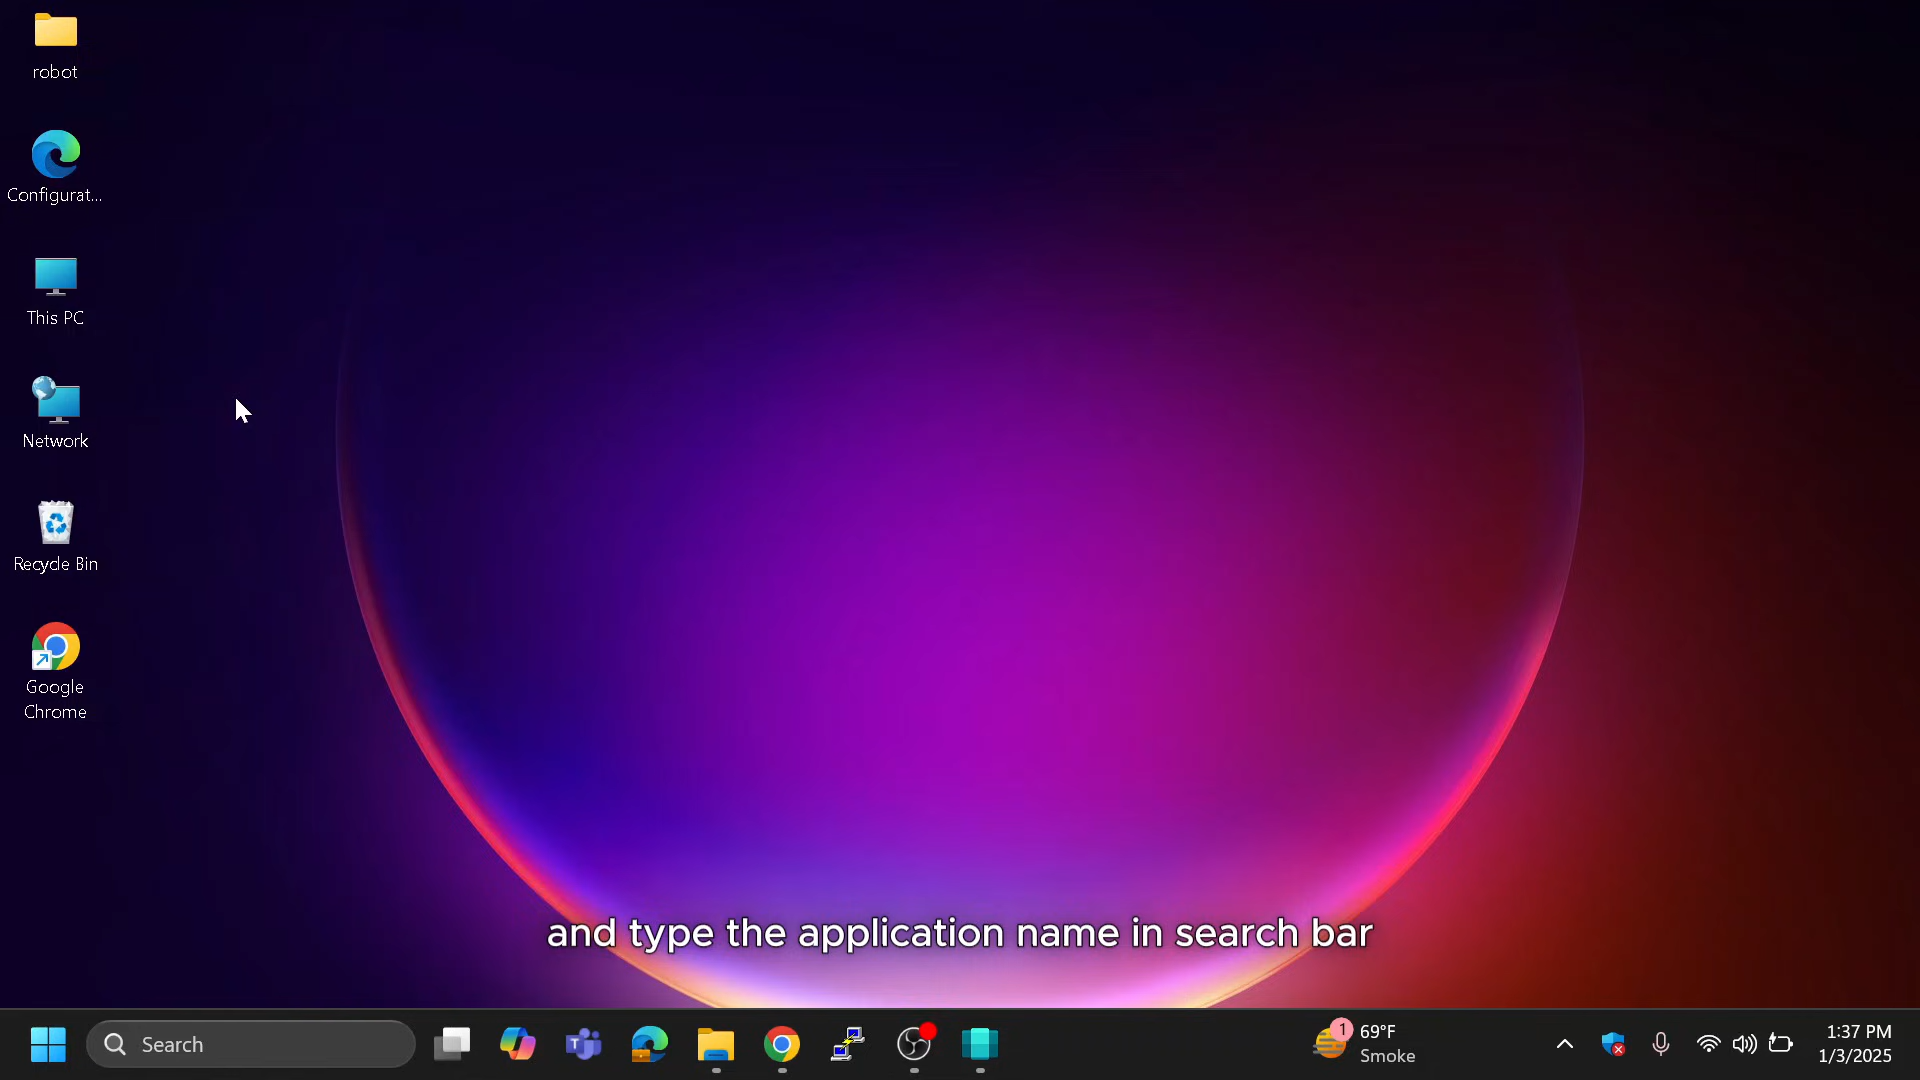 robot
Configurat...
This PC
Network
Recycle Bin
Google
Chrome
and type the application name in search bar
Search
1
69°F
Smoke
1:37 PM
1/3/2025